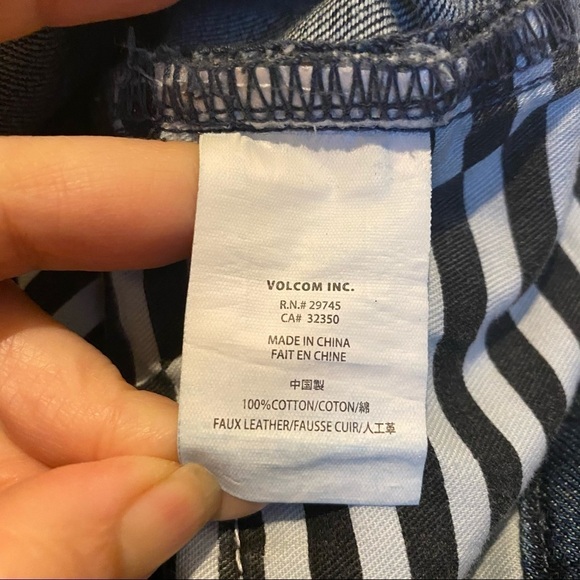 VOLCOM INC.
R.N.# 29745
CA# 32350
MADE IN CHINA
FAIT EN CHINE
中国製
100%COTTON/COTON/綿
FAUX LEATHER/FAUSSE CUIR/人工革